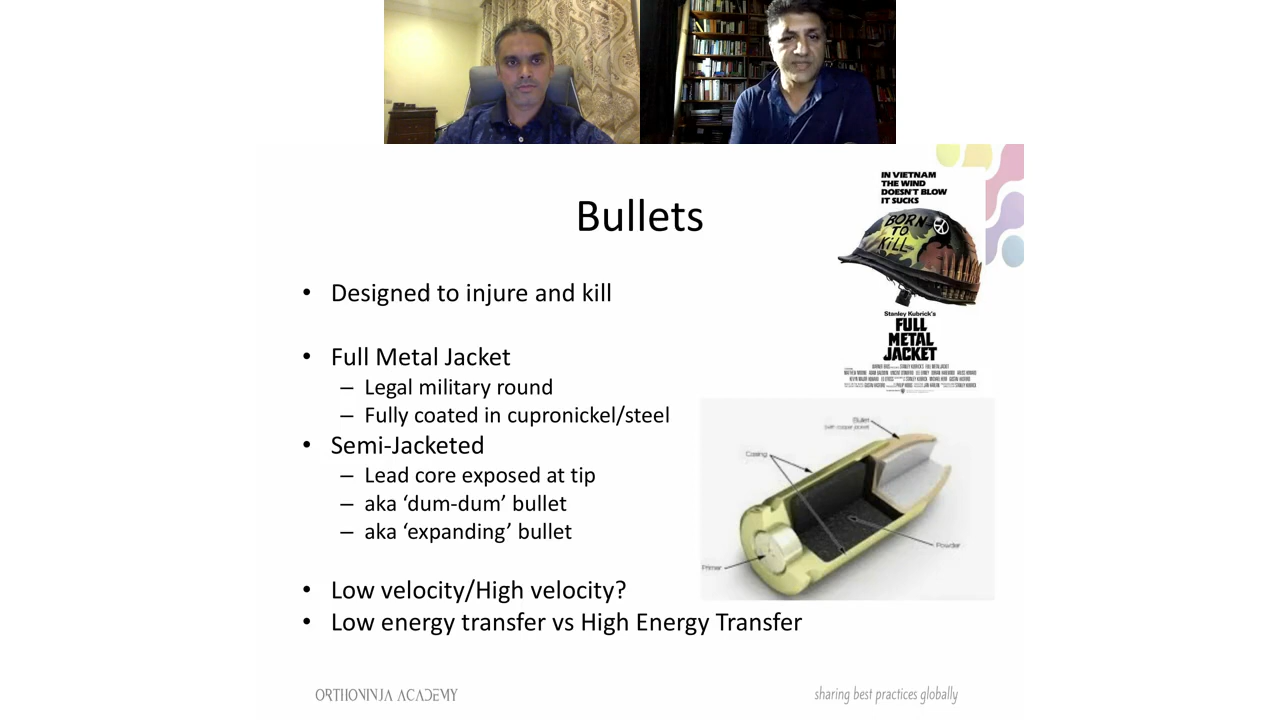 IN VIETNAM
THE WIND
DOESN'T BLOW
IT SUCKS
Bullets
BORN
TO
KILL
• Designed to injure and kill
Stanley Kubrick's
FULL
METAL
JACKET
• Full Metal Jacket
– Legal military round
– Fully coated in cupronickel/steel
• Semi-Jacketed
– Lead core exposed at tip
– aka ‘dum-dum’ bullet
– aka ‘expanding’ bullet
Bullet
(with copper jacket)
Casing
Powder
Primer
• Low velocity/High velocity?
• Low energy transfer vs High Energy Transfer
ORTHONINJA ACADEMY
sharing best practices globally